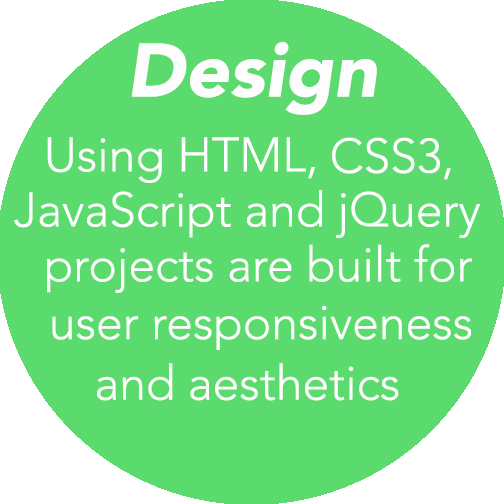 Design
Using HTML, CSS3,
JavaScript and jQuery
projects are built for
user responsiveness
and aesthetics